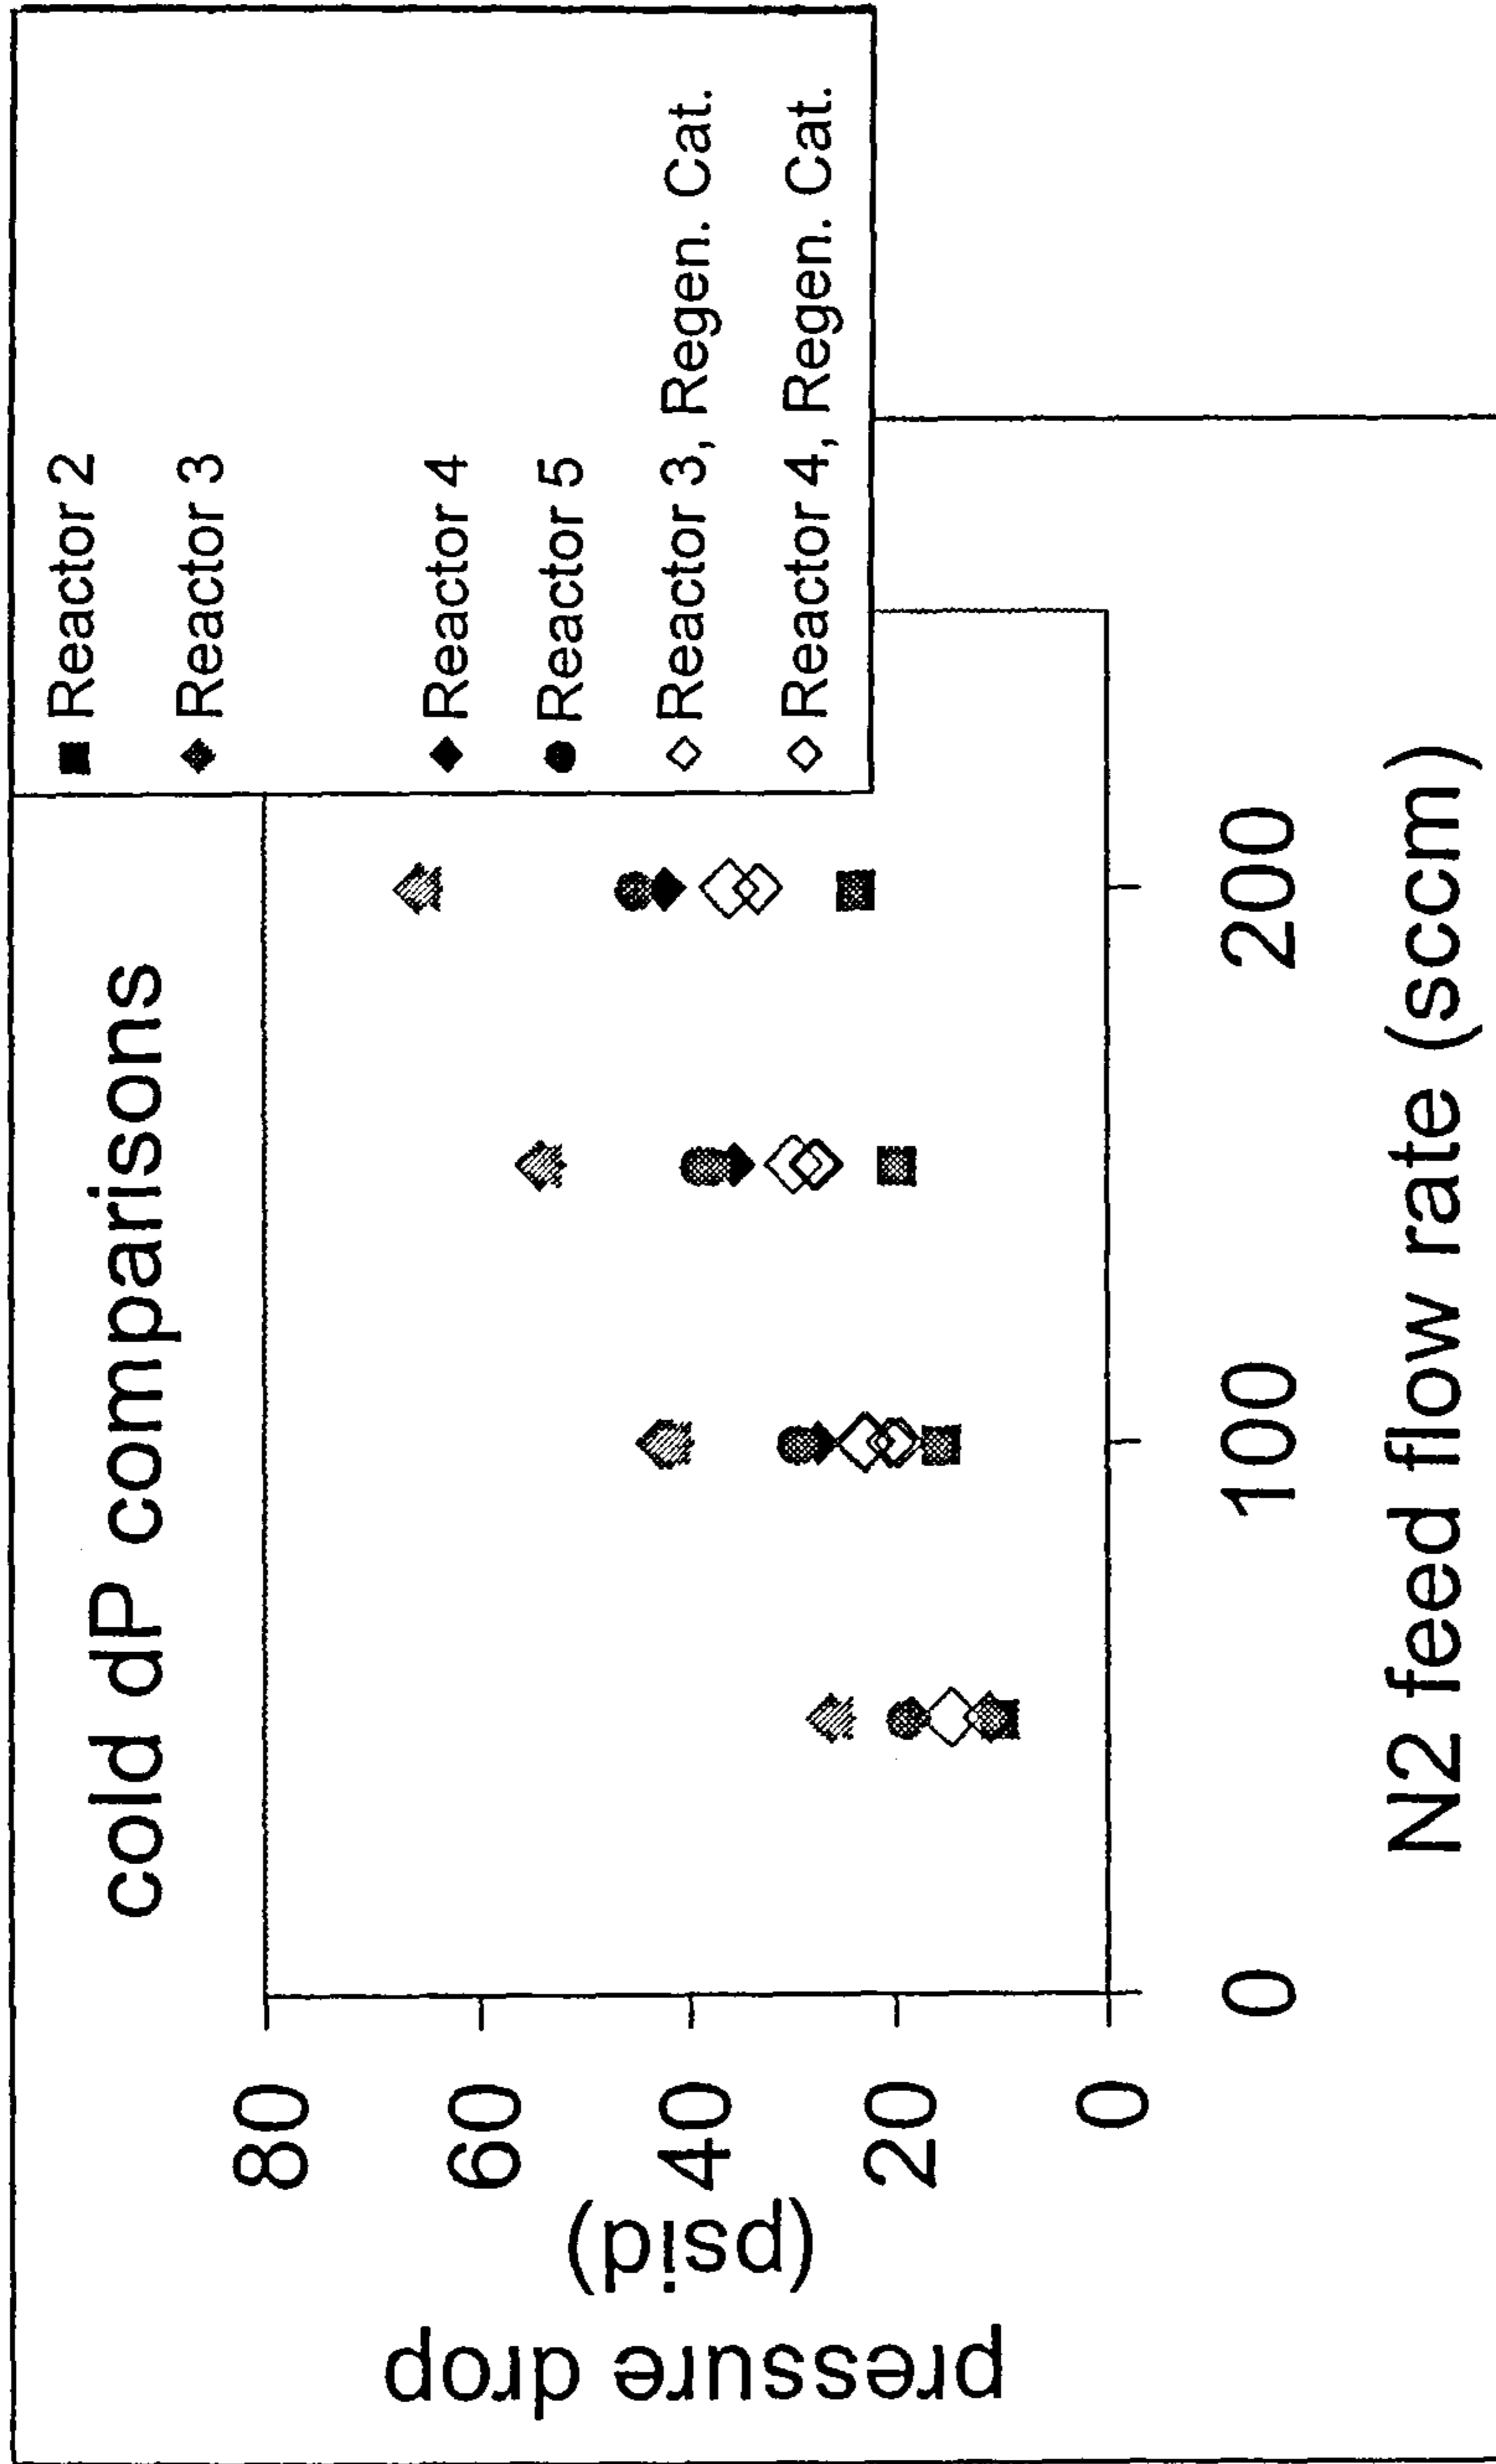 cold dP comparisons
pressure drop
(psid)
80
60
40
20
0
0
100
200
N2 feed flow rate (sccm)
Reactor 2
Reactor 3
Reactor 4
Reactor 5
Reactor 3, Regen. Cat.
Reactor 4, Regen. Cat.